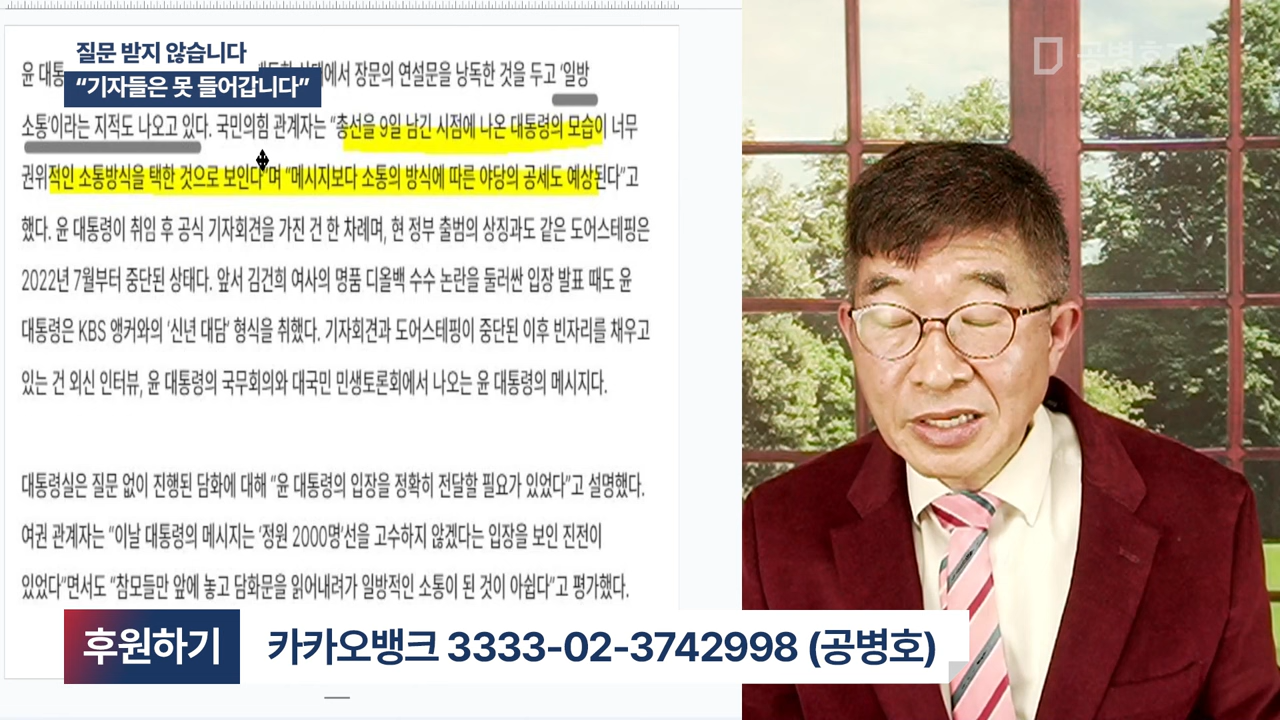 질문 받지 않습니다
“기자들은 못 들어갑니다”
공병호TV
윤 대통 에서 장문의 연설문을 낭독한 것을 두고 ‘일방
소통’이라는 지적도 나오고 있다. 국민의힘 관계자는 “총선을 9일 남긴 시점에 나온 대통령의 모습이 너무
권위적인 소통방식을 택한 것으로 보인다”며 “메시지보다 소통의 방식에 따른 야당의 공세도 예상된다”고
했다. 윤 대통령이 취임 후 공식 기자회견을 가진 건 한 차례며, 현 정부 출범의 상징과도 같은 도어스테핑은
2022년 7월부터 중단된 상태다. 앞서 김건희 여사의 명품 디올백 수수 논란을 둘러싼 입장 발표 때도 윤
대통령은 KBS 앵커와의 ‘신년 대담’ 형식을 취했다. 기자회견과 도어스테핑이 중단된 이후 빈자리를 채우고
있는 건 외신 인터뷰, 윤 대통령의 국무회의와 대국민 민생토론회에서 나오는 윤 대통령의 메시지다.
대통령실은 질문 없이 진행된 담화에 대해 “윤 대통령의 입장을 정확히 전달할 필요가 있었다”고 설명했다.
여권 관계자는 “이날 대통령의 메시지는 ‘정원 2000명’선을 고수하지 않겠다는 입장을 보인 진전이
있었다”면서도 “참모들만 앞에 놓고 담화문을 읽어내려가 일방적인 소통이 된 것이 아쉽다”고 평가했다.
후원하기 카카오뱅크 3333-02-3742998 (공병호)